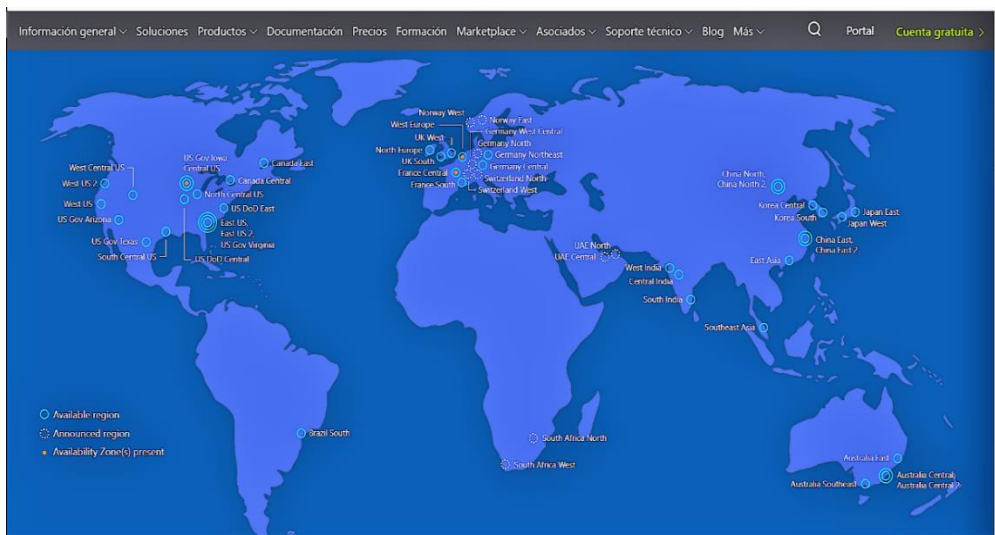 Información general Soluciones Productos Documentación Precios Formación Marketplace Asociados Soporte técnico Blog Más Portal Cuenta gratuita >
Norway West
Norway East
West Europe
Germany West Central
UK West
Germany North
North Europe
Germany Northeast
UK South
Germany Central
France Central
Switzerland North
France South
Switzerland West
US Gov Iowa
Central US
Canada East
West Central US
West US 2
Canada Central
North Central US
West US
US DoD East
US Gov Arizona
East US,
East US 2,
US Gov Virginia
US Gov Texas
South Central US
US DoD Central
China North,
China North 2,
Korea Central
Korea South
Japan East
Japan West
China East,
China East 2
East Asia
UAE North
UAE Central
West India
Central India
South India
Southeast Asia
Available region
Announced region
Availability Zone(s) present
Brazil South
South Africa North
South Africa West
Australia East
Australia Central,
Australia Central 2
Australia Southeast